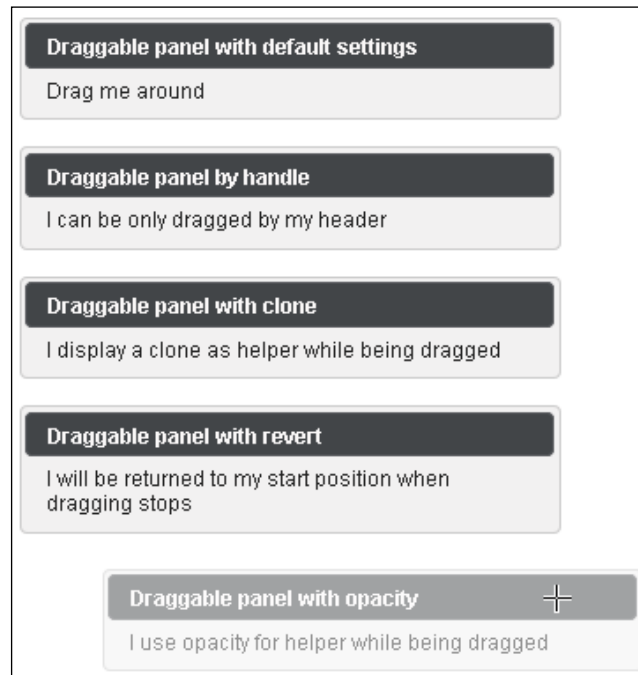 Draggable panel with default settings
Drag me around
Draggable panel by handle
I can be only dragged by my header
Draggable panel with clone
I display a clone as helper while being dragged
Draggable panel with revert
I will be returned to my start position when
dragging stops
Draggable panel with opacity
I use opacity for helper while being dragged